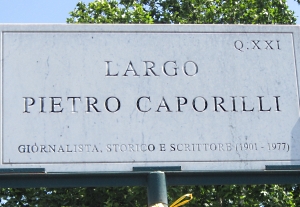 Q.XXI
LARGO
PIETRO CAPORILLI
GIORNALISTA, STORICO E SCRITTORE (1901 - 1977)